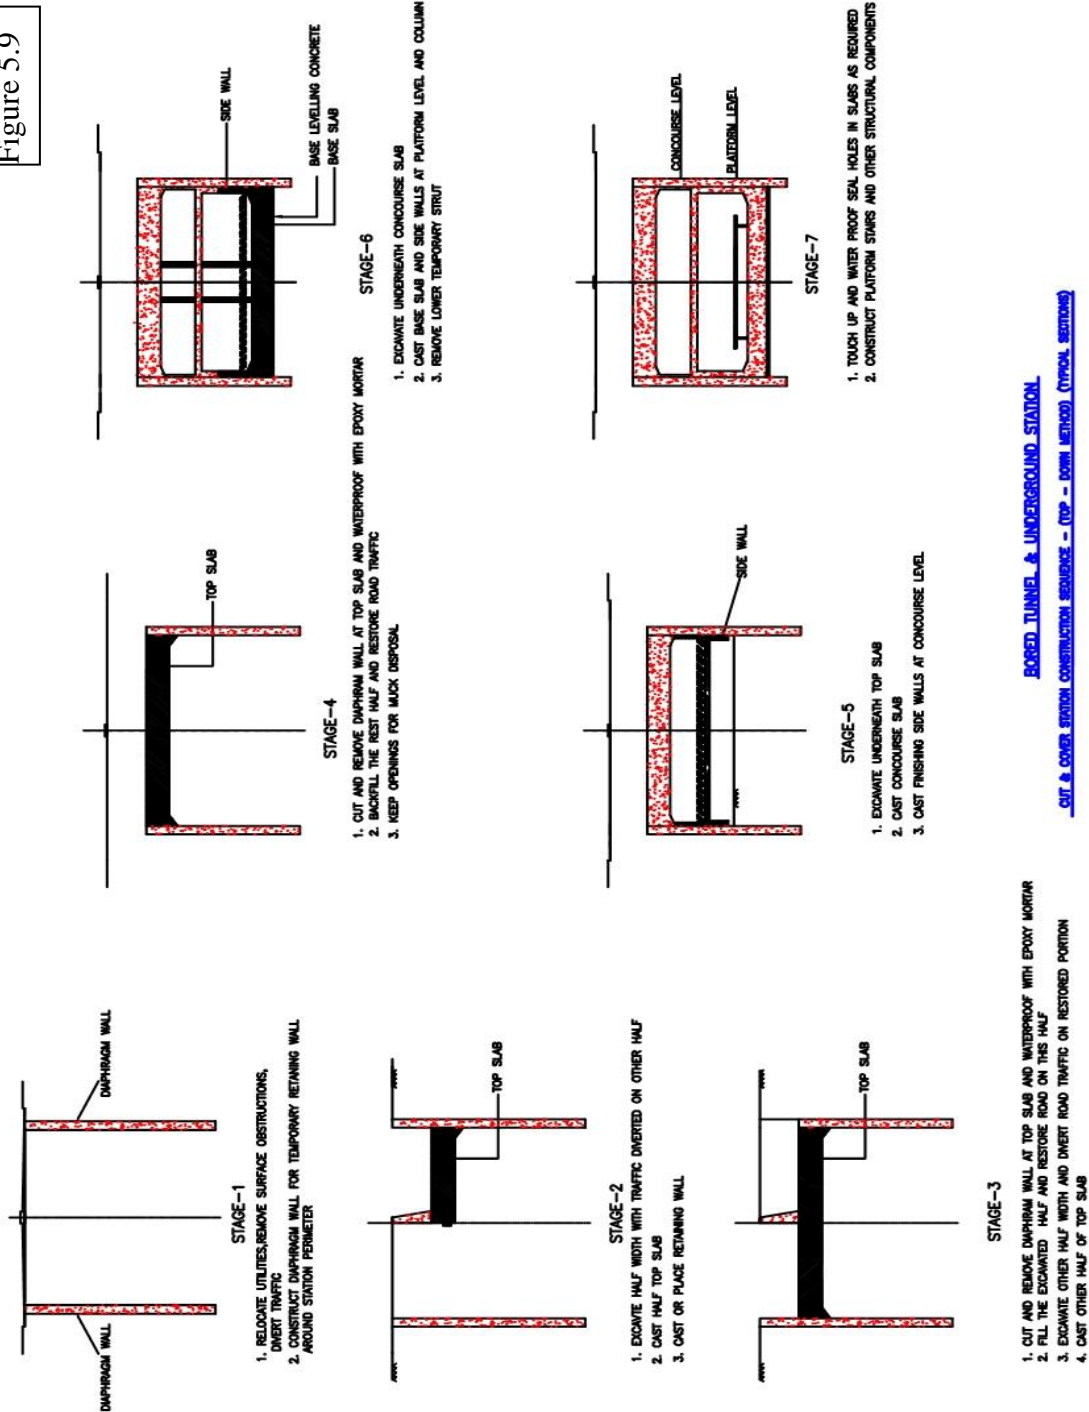 Figure 5.9
DIAPHRAGM WALL
DIAPHRAGM WALL
STAGE-1
1. RELOCATE UTILITIES,REMOVE SURFACE OBSTRUCTIONS,
DIVERT TRAFFIC
2. CONSTRUCT DIAPHRAGM WALL FOR TEMPORARY RETANING WALL
AROUND STATION PERIMETER
TOP SLAB
STAGE-2
1. EXCAVTE HALF WIDTH WITH TRAFFIC DIVERTED ON OTHER HALF
2. CAST HALF TOP SLAB
3. CAST OR PLACE RETAINING WALL
TOP SLAB
STAGE-3
1. CUT AND REMOVE DIAPHRAM WALL AT TOP SLAB AND WATERPROOF WITH EPOXY MORTAR
2. FILL THE EXCAVATED HALF AND RESTORE ROAD ON THIS HALF
3. EXCAVATE OTHER HALF WIDTH AND DIVERT ROAD TRAFFIC ON RESTORED PORTION
4. CAST OTHER HALF OF TOP SLAB
TOP SLAB
STAGE-4
1. CUT AND REMOVE DIAPHRAM WALL AT TOP SLAB AND WATERPROOF WITH EPOXY MORTAR
2. BACKFILL THE REST HALF AND RESTORE ROAD TRAFFIC
3. KEEP OPENINGS FOR MUCK DISPOSAL
SIDE WALL
STAGE-5
1. EXCAVATE UNDERNEATH TOP SLAB
2. CAST CONCOURSE SLAB
3. CAST FINISHING SIDE WALLS AT CONCOURSE LEVEL
SIDE WALL
BASE LEVELLING CONCRETE
BASE SLAB
STAGE-6
1. EXCAVATE UNDERNEATH CONCOURSE SLAB
2. CAST BASE SLAB AND SIDE WALLS AT PLATFORM LEVEL AND COLUMN
3. REMOVE LOWER TEMPORARY STRUT
CONCOURSE LEVEL
PLATFORM LEVEL
STAGE-7
1. TOUCH UP AND WATER PROOF SEAL HOLES IN SLABS AS REQUIRED
2. CONSTRUCT PLATFORM STAIRS AND OTHER STRUCTURAL COMPONENTS
BORED TUNNEL & UNDERGROUND STATION
CUT & COVER STATION CONSTRUCTION SEQUENCE - (TOP - DOWN METHOD) (TYPICAL SECTIONS)